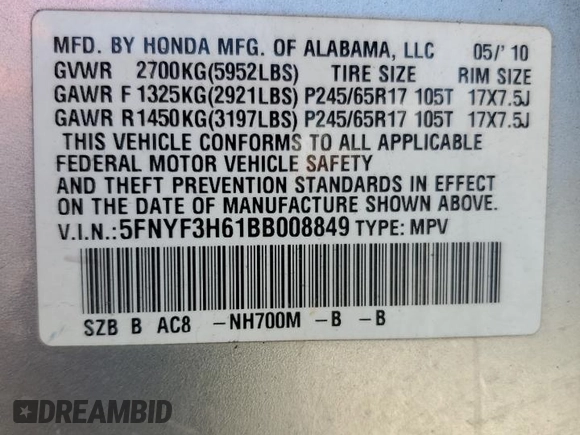 MFD. BY HONDA MFG. OF ALABAMA, LLC 05/' 10
GVWR 2700KG(5952LBS) TIRE SIZE RIM SIZE
GAWR F 1325KG(2921LBS) P245/65R17 105T 17X7.5J
GAWR R1450KG(3197LBS) P245/65R17 105T 17X7.5J
THIS VEHICLE CONFORMS TO ALL APPLICABLE
FEDERAL MOTOR VEHICLE SAFETY
AND THEFT PREVENTION STANDARDS IN EFFECT
ON THE DATE OF MANUFACTURE SHOWN ABOVE.
V.I.N.:5FNYF3H61BB008849 TYPE: MPV
SZB B AC8 -NH700M -B -B
DREAMBID